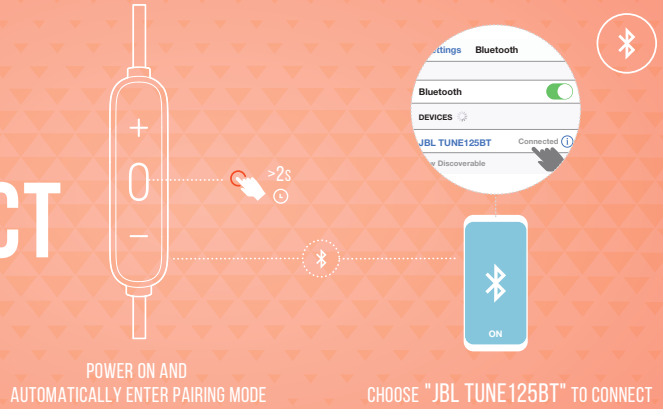 ettings Bluetooth
Bluetooth
DEVICES
JBL TUNE125BT Connected
w Discoverable
+
>2S
CT
–
ON
POWER ON AND
AUTOMATICALLY ENTER PAIRING MODE
CHOOSE "JBL TUNE125BT" TO CONNECT